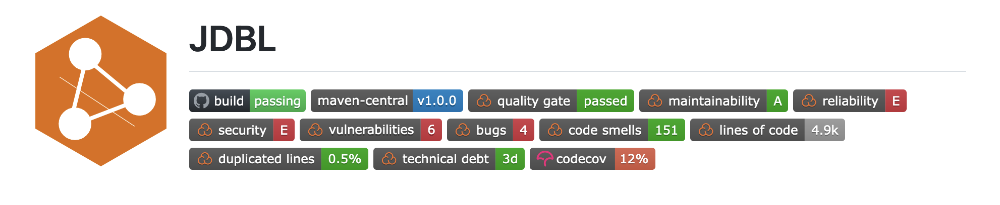 JDBL
build passing maven-central v1.0.0 quality gate passed maintainability A reliability E
security E vulnerabilities 6 bugs 4 code smells 151 lines of code 4.9k
duplicated lines 0.5% technical debt 3d codecov 12%